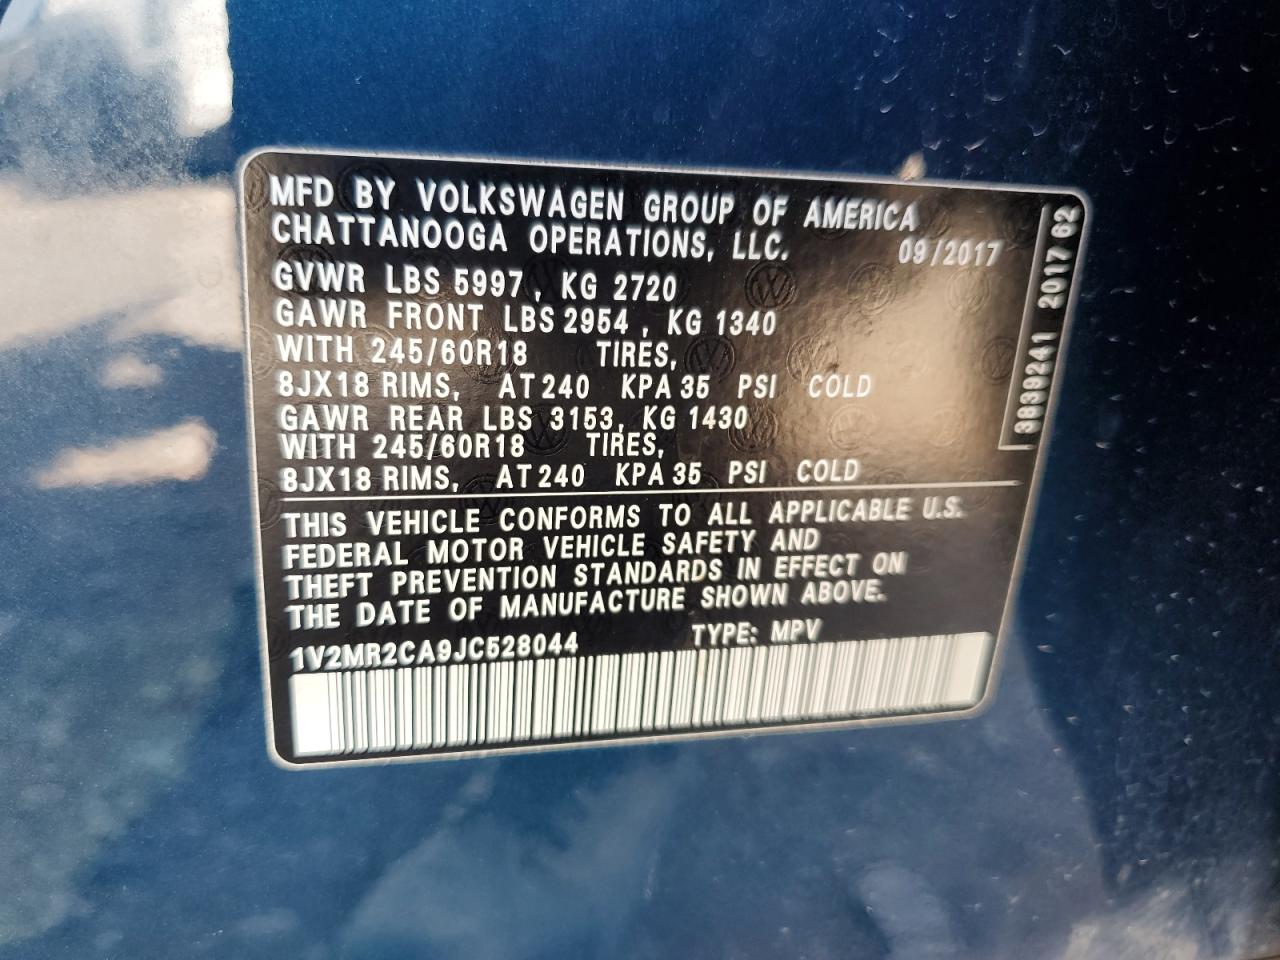 MFD BY VOLKSWAGEN GROUP OF AMERICA
CHATTANOOGA OPERATIONS, LLC. 09/2017
GVWR LBS 5997, KG 2720
GAWR FRONT LBS 2954, KG 1340
WITH 245/60R18 TIRES,
8JX18 RIMS, AT 240 KPA 35 PSI COLD
GAWR REAR LBS 3153, KG 1430
WITH 245/60R18 TIRES,
8JX18 RIMS, AT 240 KPA 35 PSI COLD
THIS VEHICLE CONFORMS TO ALL APPLICABLE U.S.
FEDERAL MOTOR VEHICLE SAFETY AND
THEFT PREVENTION STANDARDS IN EFFECT ON
THE DATE OF MANUFACTURE SHOWN ABOVE.
1V2MR2CA9JC528044 TYPE: MPV
3839241 2017 62